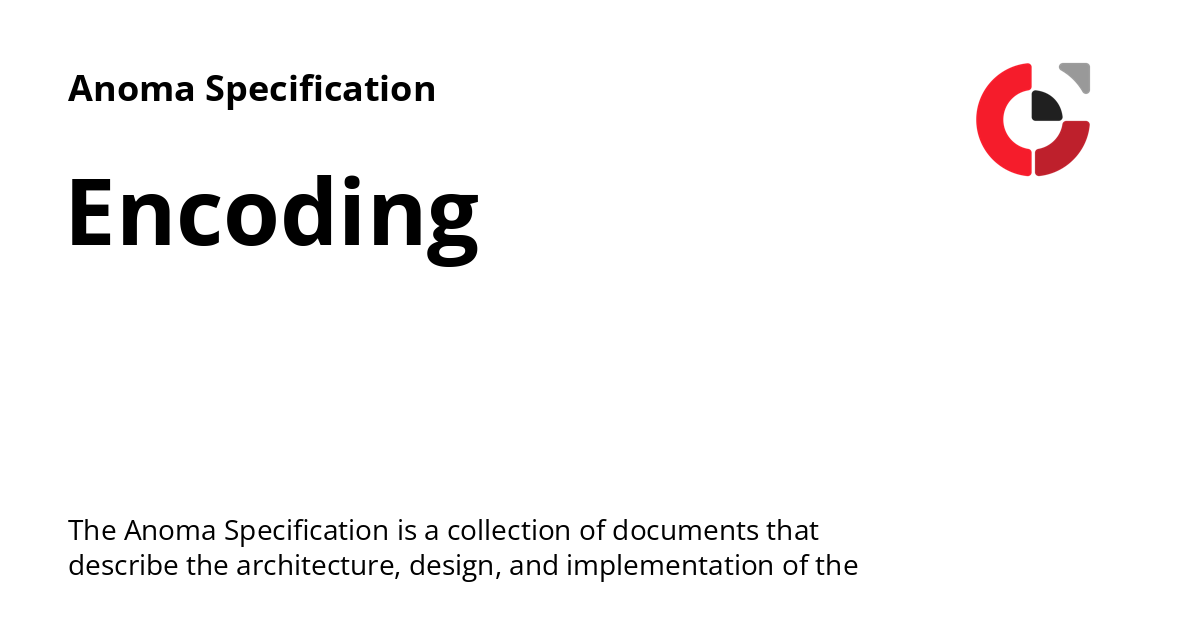 Anoma Specification
Encoding
The Anoma Specification is a collection of documents that
describe the architecture, design, and implementation of the